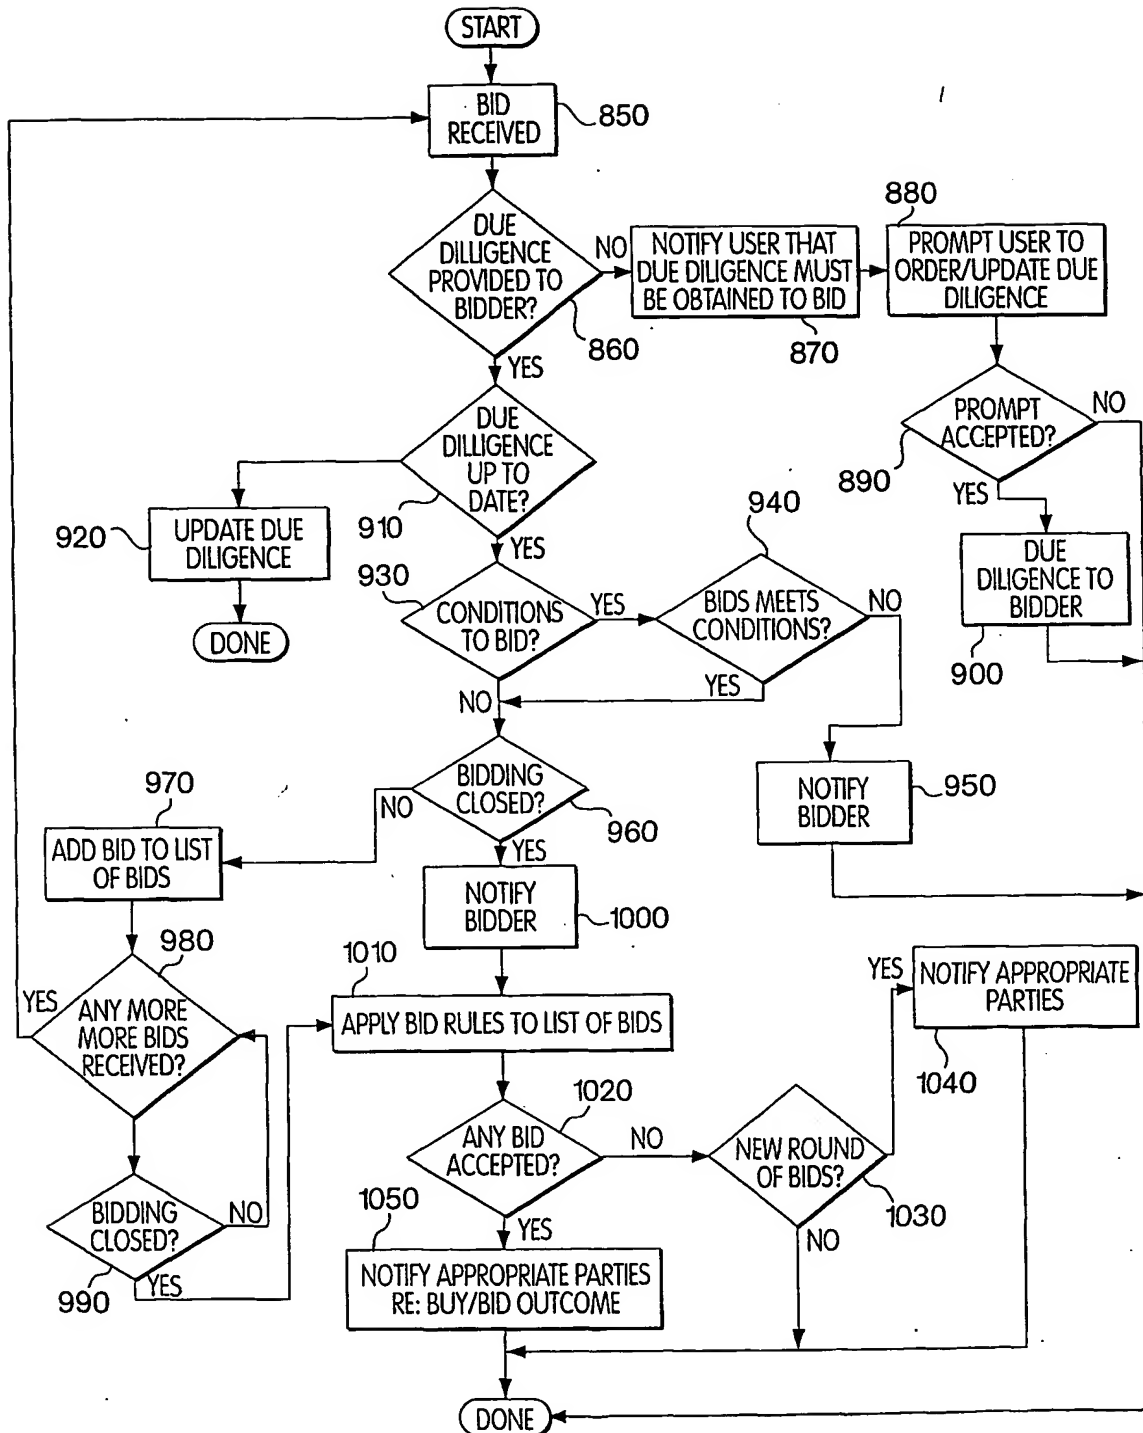 START
BID
RECEIVED
850
DUE
DILLIGENCE
PROVIDED TO
BIDDER?
860
NO
NOTIFY USER THAT
DUE DILIGENCE MUST
BE OBTAINED TO BID
870
880
PROMPT USER TO
ORDER/UPDATE DUE
DILIGENCE
PROMPT
ACCEPTED?
890
NO
YES
DUE
DILIGENCE TO
BIDDER
900
YES
DUE
DILLIGENCE
UP TO
DATE?
910
920
UPDATE DUE
DILIGENCE
DONE
YES
930
CONDITIONS
TO BID?
YES
940
BIDS MEETS
CONDITIONS?
NO
YES
NO
NOTIFY
BIDDER
950
BIDDING
CLOSED?
960
NO
YES
970
ADD BID TO LIST
OF BIDS
980
YES
ANY MORE
MORE BIDS
RECEIVED?
BIDDING
CLOSED?
990
NO
YES
NOTIFY
BIDDER
1000
1010
APPLY BID RULES TO LIST OF BIDS
1020
ANY BID
ACCEPTED?
NO
NEW ROUND
OF BIDS?
1030
YES
NOTIFY APPROPRIATE
PARTIES
1040
NO
YES
1050
NOTIFY APPROPRIATE PARTIES
RE: BUY/BID OUTCOME
DONE